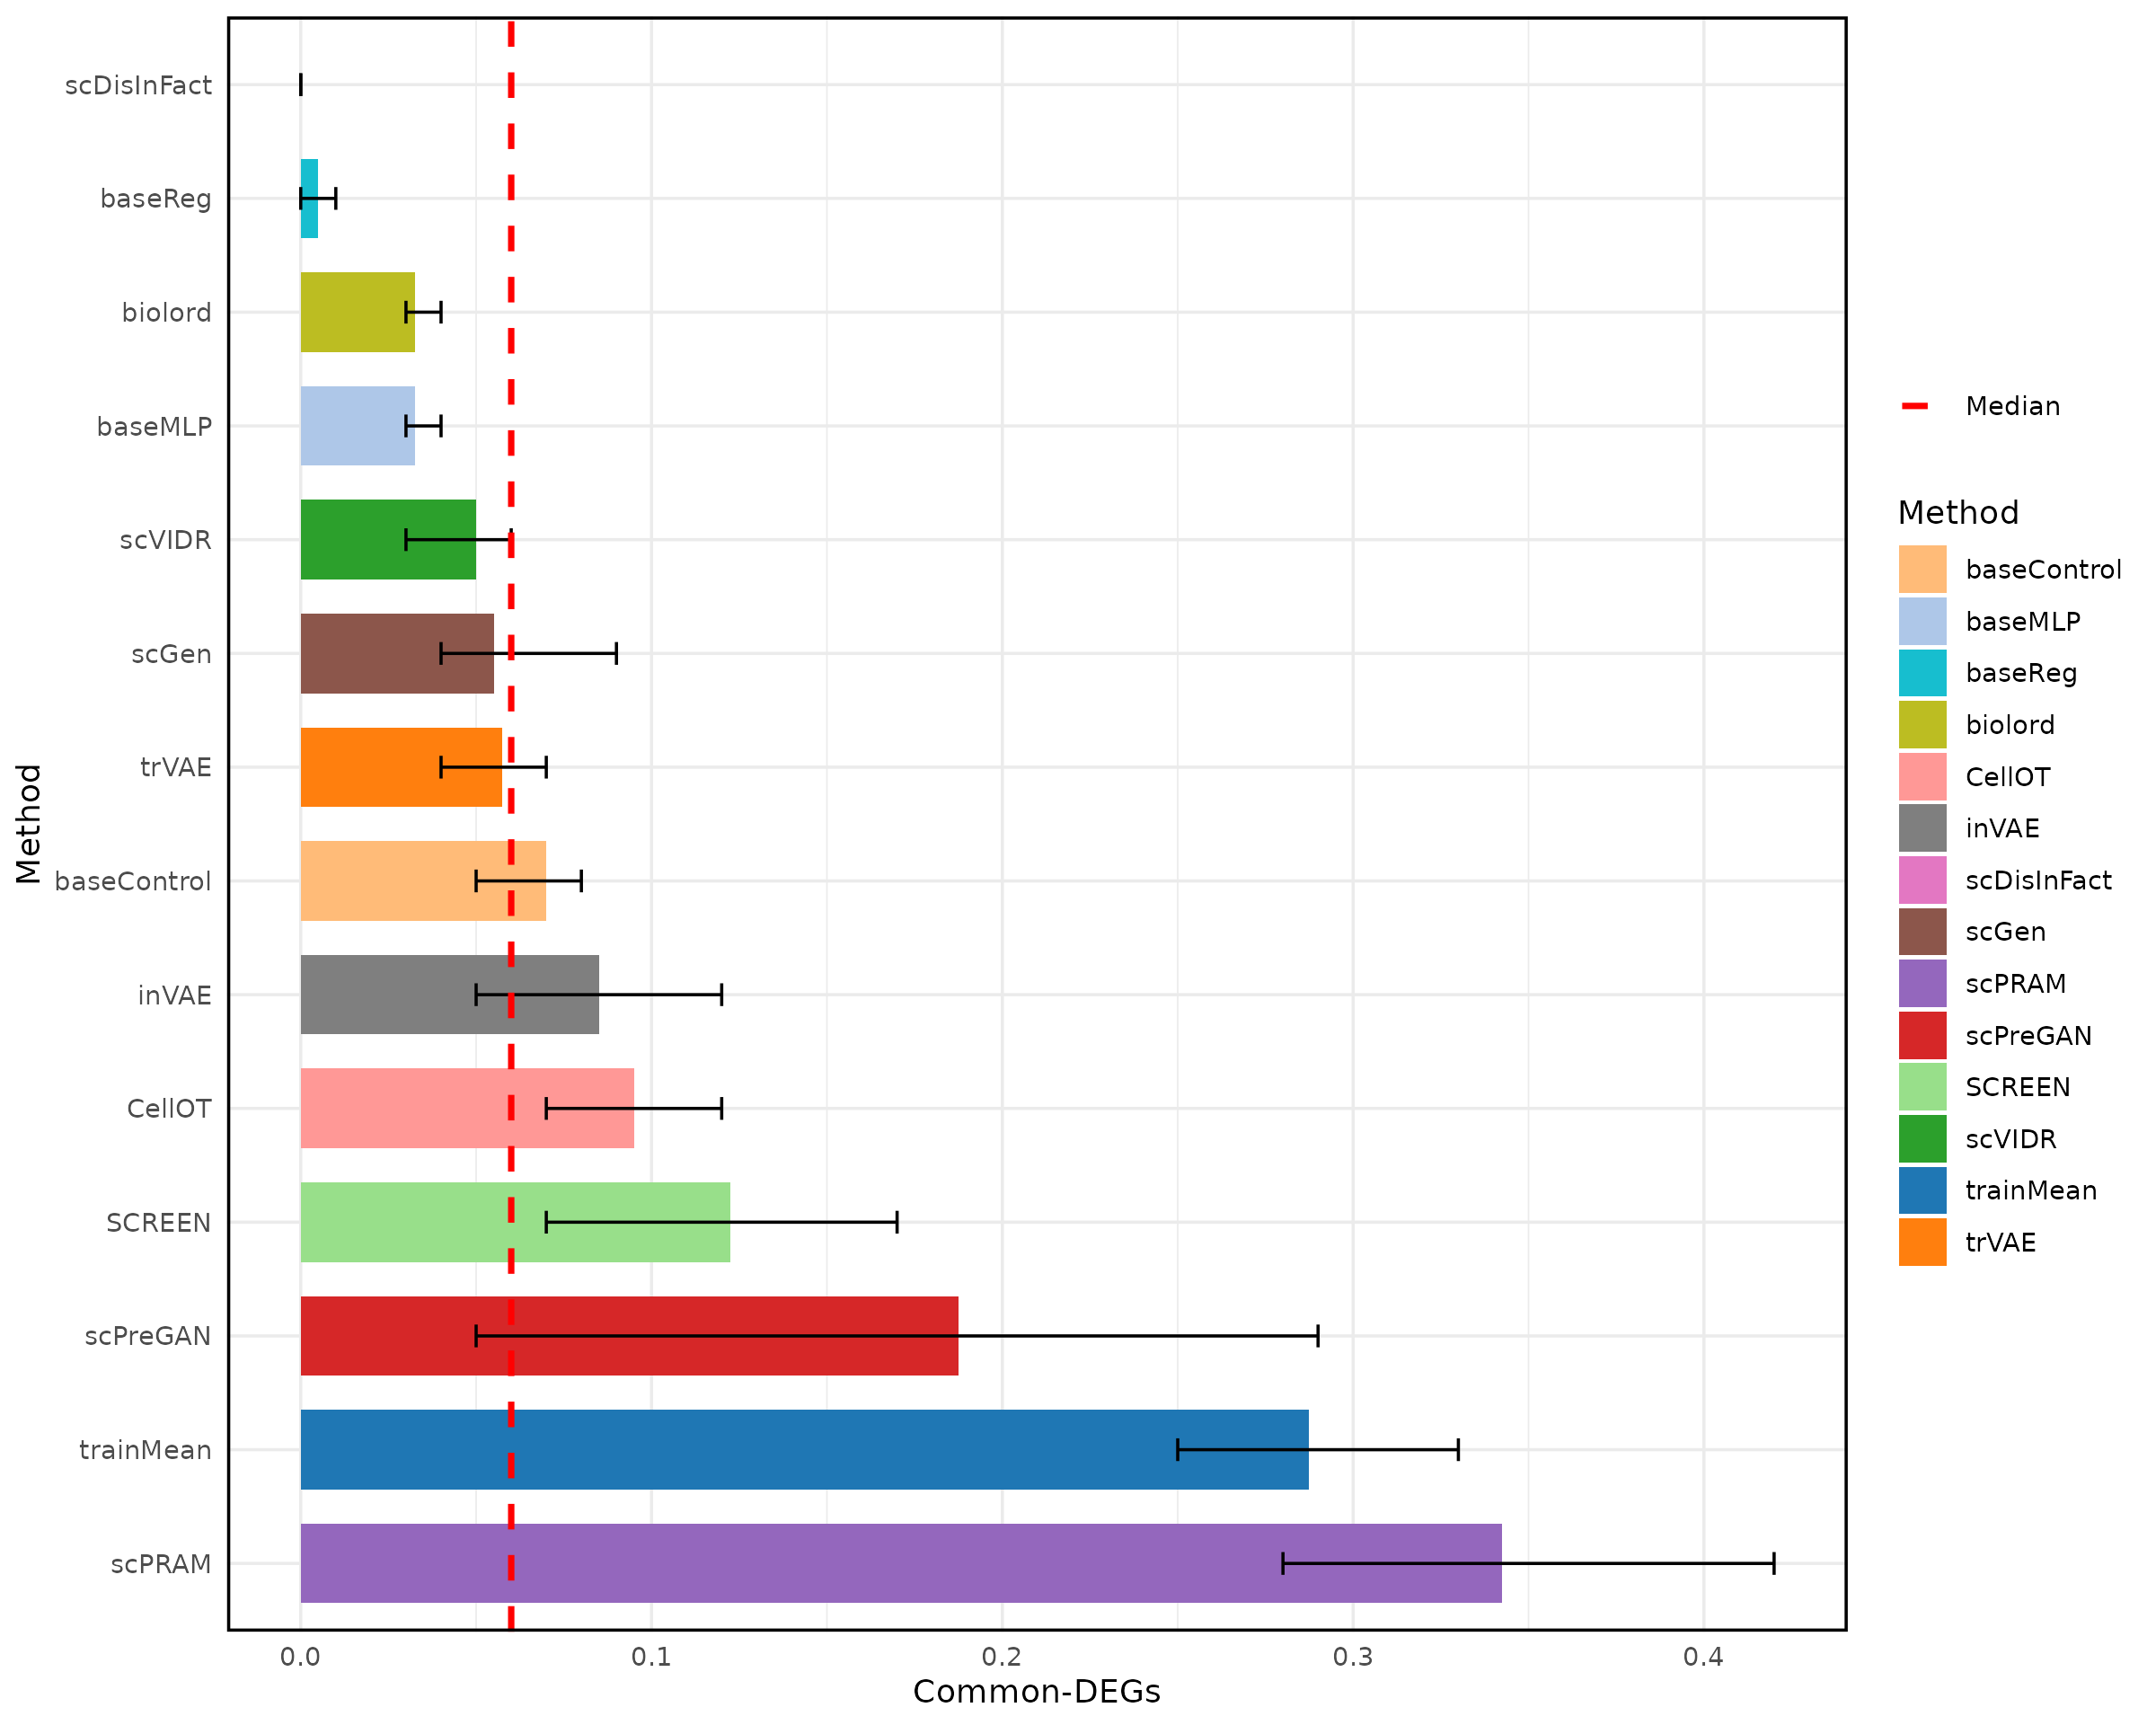 scDisInFact
baseReg
biolord
baseMLP
scVIDR
scGen
trVAE
baseControl
inVAE
CellOT
SCREEN
scPreGAN
trainMean
scPRAM
Method
0.0 0.1 0.2 0.3 0.4
Common-DEGs
Median
Method
baseControl
baseMLP
baseReg
biolord
CellOT
inVAE
scDisInFact
scGen
scPRAM
scPreGAN
SCREEN
scVIDR
trainMean
trVAE